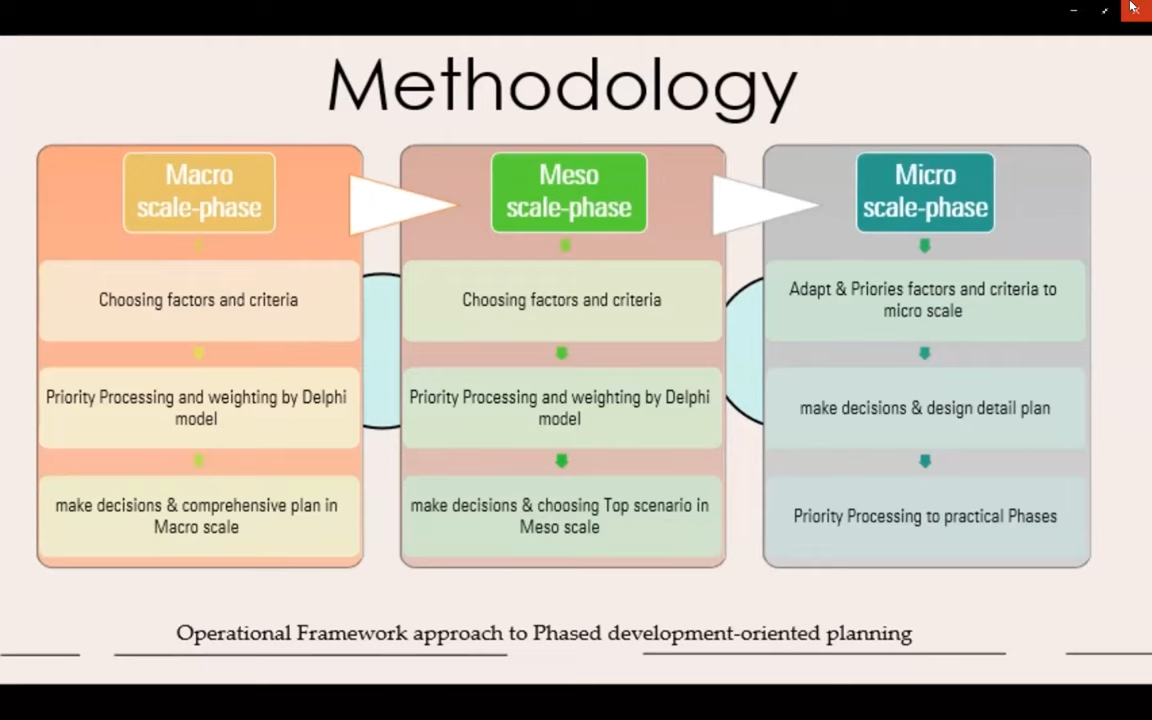 Methodology
Macro
scale-phase
Choosing factors and criteria
Priority Processing and weighting by Delphi
model
make decisions & comprehensive plan in
Macro scale
Meso
scale-phase
Choosing factors and criteria
Priority Processing and weighting by Delphi
model
make decisions & choosing Top scenario in
Meso scale
Micro
scale-phase
Adapt & Priories factors and criteria to
micro scale
make decisions & design detail plan
Priority Processing to practical Phases
Operational Framework approach to Phased development-oriented planning